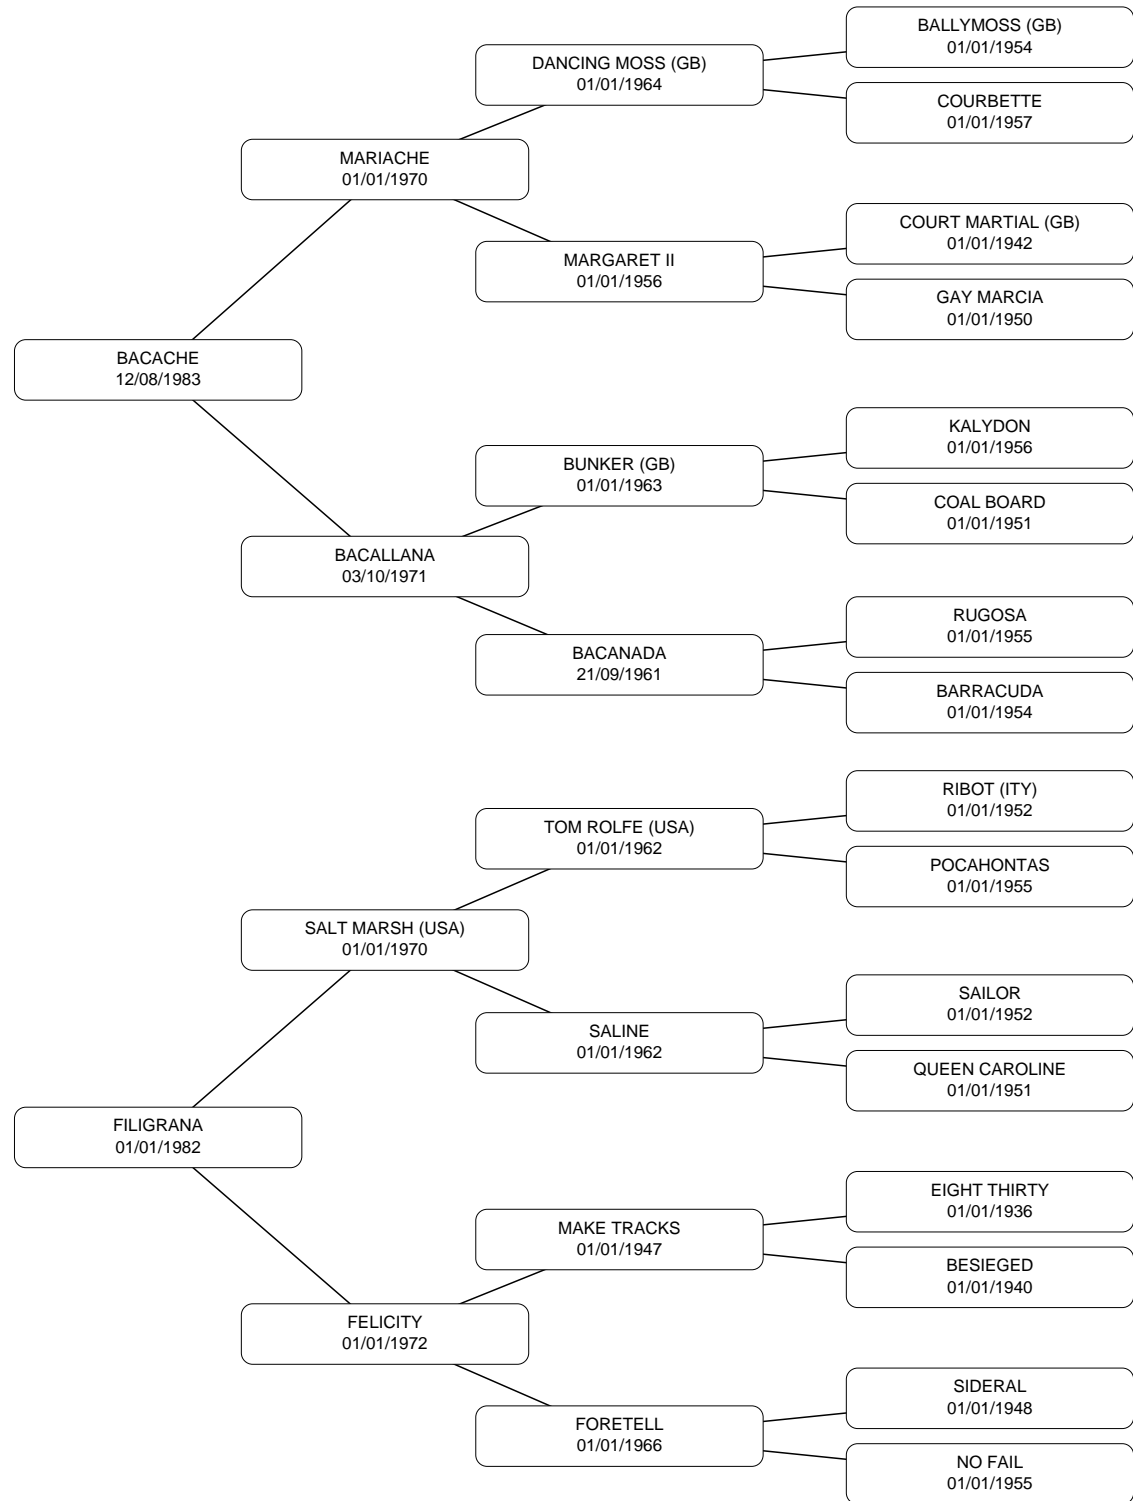 BALLYMOSS (GB)
01/01/1954
DANCING MOSS (GB)
01/01/1964
COURBETTE
01/01/1957
MARIACHE
01/01/1970
COURT MARTIAL (GB)
01/01/1942
MARGARET II
01/01/1956
GAY MARCIA
01/01/1950
BACACHE
12/08/1983
KALYDON
01/01/1956
BUNKER (GB)
01/01/1963
COAL BOARD
01/01/1951
BACALLANA
03/10/1971
RUGOSA
01/01/1955
BACANADA
21/09/1961
BARRACUDA
01/01/1954
RIBOT (ITY)
01/01/1952
TOM ROLFE (USA)
01/01/1962
POCAHONTAS
01/01/1955
SALT MARSH (USA)
01/01/1970
SAILOR
01/01/1952
SALINE
01/01/1962
QUEEN CAROLINE
01/01/1951
FILIGRANA
01/01/1982
EIGHT THIRTY
01/01/1936
MAKE TRACKS
01/01/1947
BESIEGED
01/01/1940
FELICITY
01/01/1972
SIDERAL
01/01/1948
FORETELL
01/01/1966
NO FAIL
01/01/1955